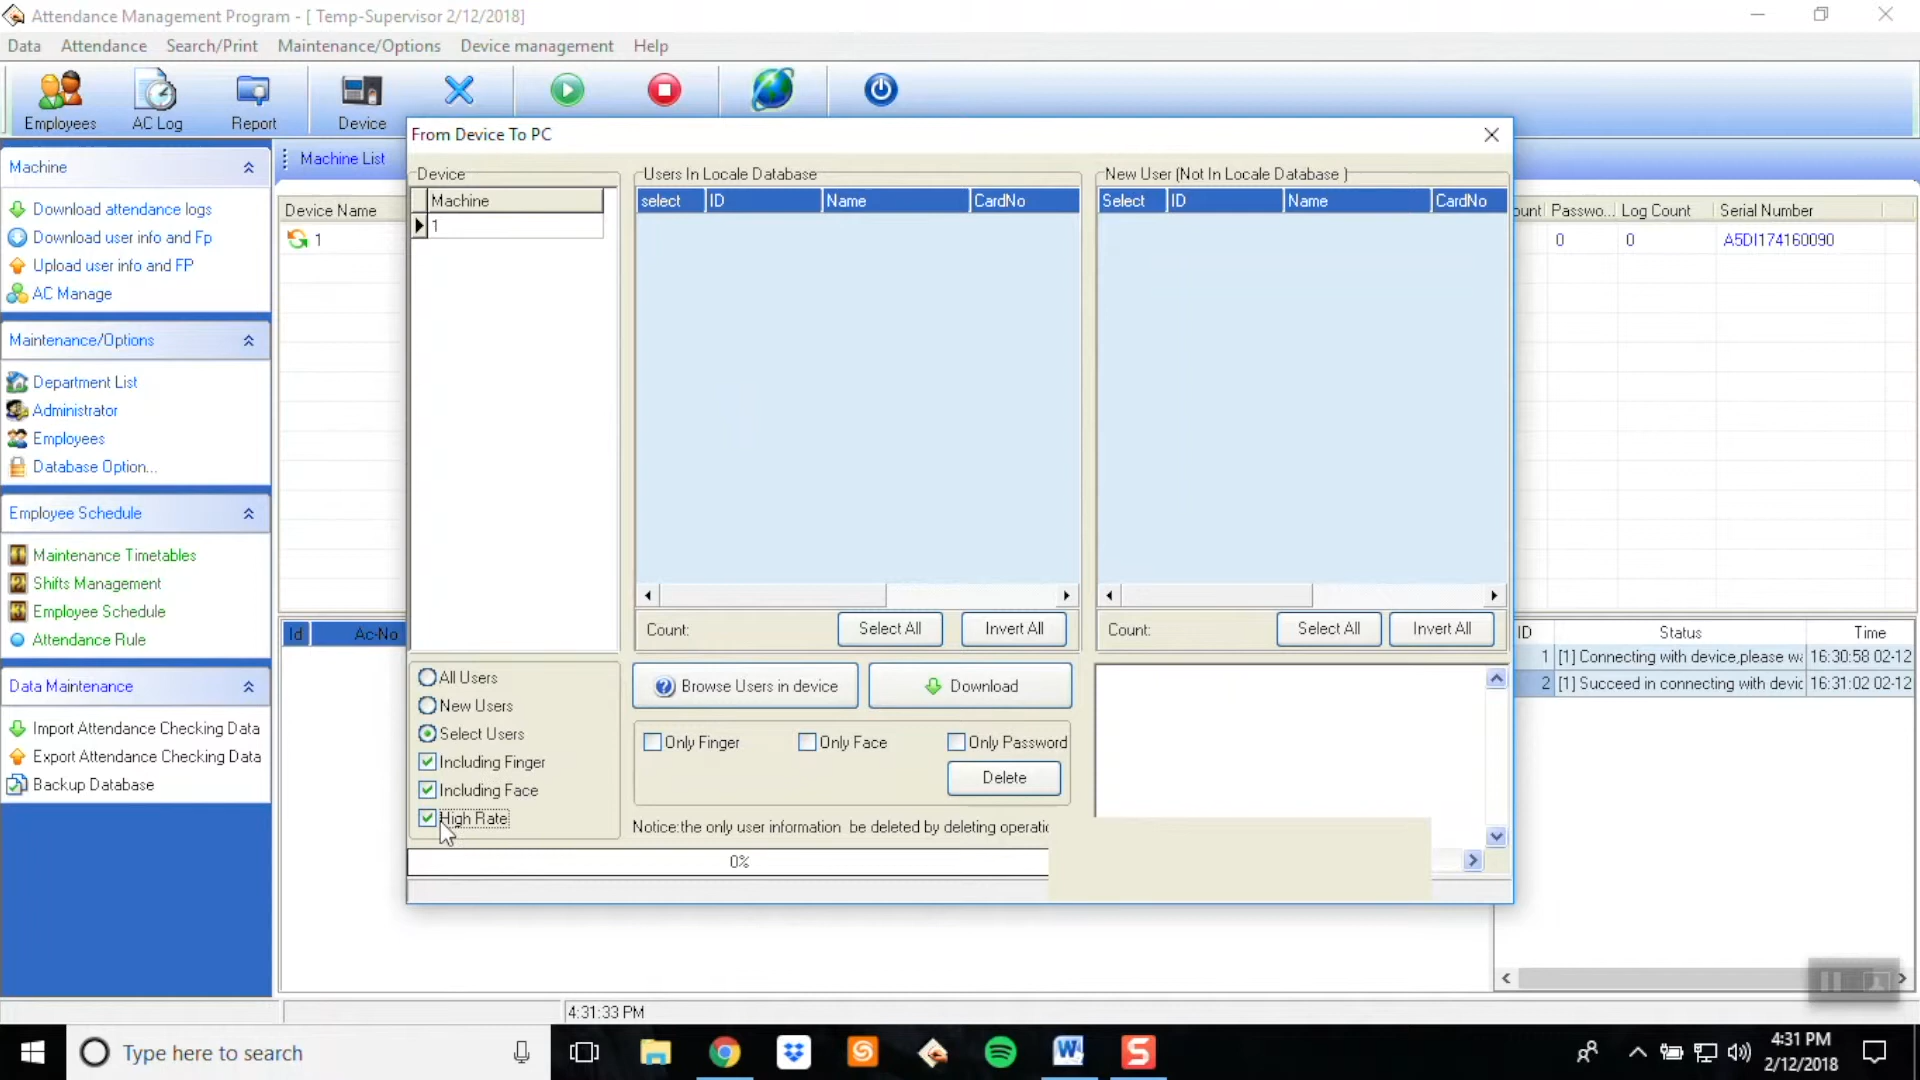 Attendance Management Program - [ Temp-Supervisor 2/12/2018]
Data Attendance Search/Print Maintenance/Options Device management Help
Employees AC Log Report Device
Machine
Download attendance logs
Download user info and Fp
Upload user info and FP
AC Manage
Maintenance/Options
Department List
Administrator
Employees
Database Option...
Employee Schedule
Maintenance Timetables
Shifts Management
Employee Schedule
Attendance Rule
Data Maintenance
Import Attendance Checking Data
Export Attendance Checking Data
Backup Database
Machine List
Device Name
1
Id Ac-No
From Device To PC
Device
Machine
1
All Users
New Users
Select Users
Including Finger
Including Face
High Rate
Users In Locale Database
select ID Name CardNo
Count: Select All Invert All
Browse Users in device Download
Only Finger Only Face Only Password
Delete
Notice:the only user information be deleted by deleting
0%
New User (Not In Locale Database )
Select ID Name CardNo
Count: Select All Invert All
Passwo... Log Count Serial Number
0 0 A5DI174160090
ID Status Time
1 [1] Connecting with device,please 16:30:58 02-12
2 [1] Succeed in connecting with 16:31:02 02-12
4:31:33 PM
Type here to search
4:31 PM
2/12/2018